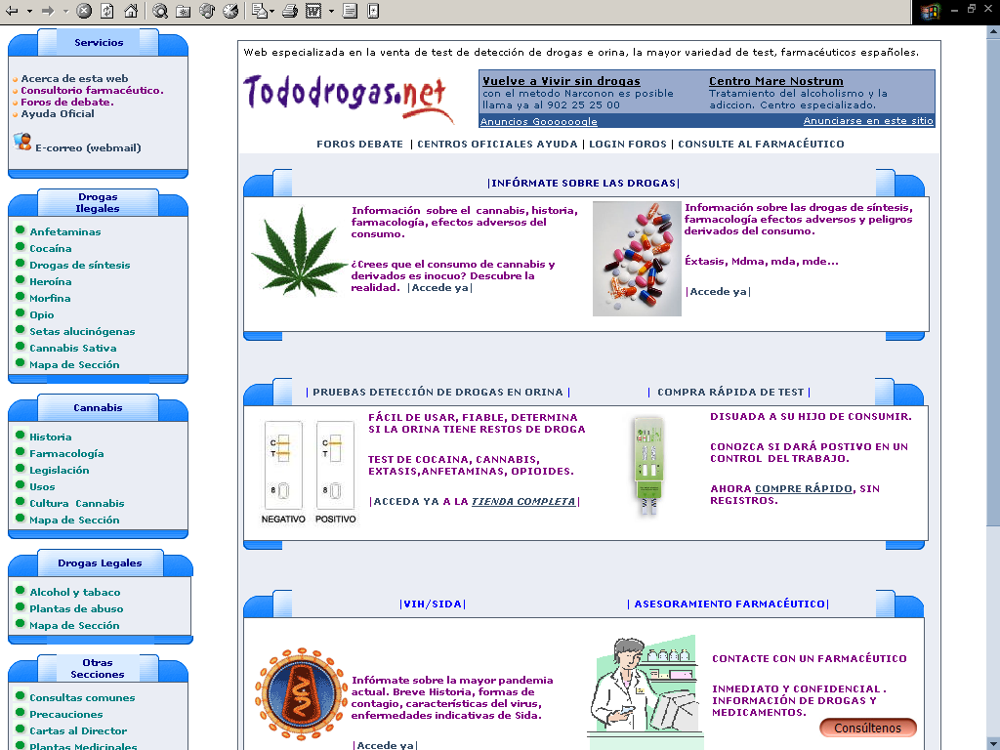 Servicios
Acerca de esta web
Consultorio farmacéutico.
Foros de debate.
Ayuda Oficial
E-correo (webmail)
Drogas
Ilegales
Anfetaminas
Cocaína
Drogas de síntesis
Heroína
Morfina
Opio
Setas alucinógenas
Cannabis Sativa
Mapa de Sección
Cannabis
Historia
Farmacología
Legislación
Usos
Cultura Cannabis
Mapa de Sección
Drogas Legales
Alcohol y tabaco
Plantas de abuso
Mapa de Sección
Otras
Secciones
Consultas comunes
Precauciones
Cartas al Director
Plantas Medicinales
Web especializada en la venta de test de detección de drogas e orina, la mayor variedad de test, farmacéuticos españoles.
Tododrogas.net
Vuelve a Vivir sin drogas
con el metodo Narconon es posible
llama ya al 902 25 25 00
Centro Mare Nostrum
Tratamiento del alcoholismo y la
adiccion. Centro especializado.
Anuncios Goooooogle
Anunciarse en este sitio
FOROS DEBATE | CENTROS OFICIALES AYUDA | LOGIN FOROS | CONSULTE AL FARMACÉUTICO
|INFÓRMATE SOBRE LAS DROGAS|
Información sobre el cannabis, historia,
farmacología, efectos adversos del
consumo.
¿Crees que el consumo de cannabis y
derivados es inocuo? Descubre la
realidad. |Accede ya|
Información sobre las drogas de síntesis,
farmacología efectos adversos y peligros
derivados del consumo.
Éxtasis, Mdma, mda, mde...
|Accede ya|
| PRUEBAS DETECCIÓN DE DROGAS EN ORINA |
| COMPRA RÁPIDA DE TEST |
C
T
8
NEGATIVO
C
T
8
POSITIVO
FÁCIL DE USAR, FIABLE, DETERMINA
SI LA ORINA TIENE RESTOS DE DROGA
TEST DE COCAINA, CANNABIS,
EXTASIS,ANFETAMINAS, OPIOIDES.
|ACCEDA YA A LA TIENDA COMPLETA|
DISUADA A SU HIJO DE CONSUMIR.
CONOZCA SI DARÁ POSTIVO EN UN
CONTROL DEL TRABAJO.
AHORA COMPRE RÁPIDO, SIN
REGISTROS.
|VIH/SIDA|
| ASESORAMIENTO FARMACÉUTICO|
Infórmate sobre la mayor pandemia
actual. Breve Historia, formas de
contagio, características del virus,
enfermedades indicativas de Sida.
|Accede ya|
CONTACTE CON UN FARMACÉUTICO
INMEDIATO Y CONFIDENCIAL .
INFORMACIÓN DE DROGAS Y
MEDICAMENTOS.
Consúltenos